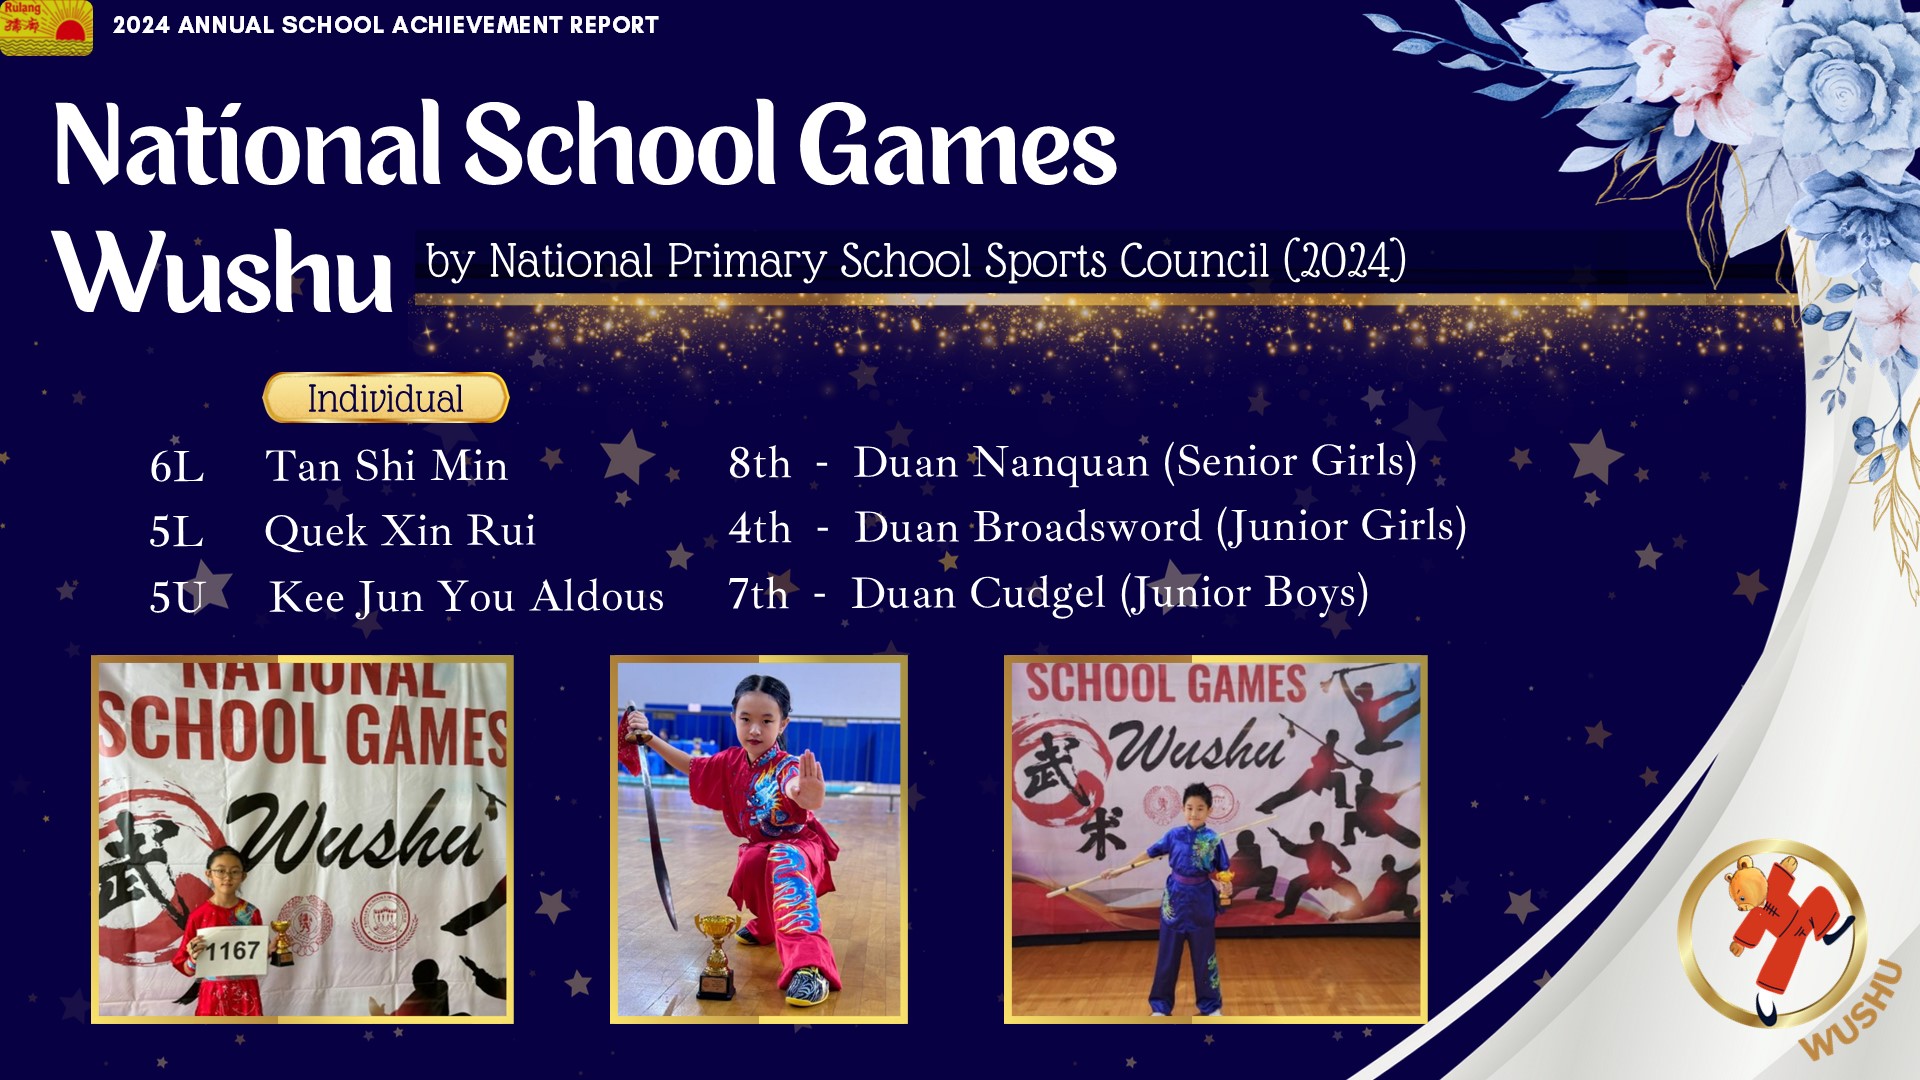 Rulang
2024 ANNUAL SCHOOL ACHIEVEMENT REPORT
National School Games
Wushu by National Primary School Sports Council (2024)
Individual
6L Tan Shi Min 8th - Duan Nanquan (Senior Girls)
5L Quek Xin Rui 4th - Duan Broadsword (Junior Girls)
5U Kee Jun You Aldous 7th - Duan Cudgel (Junior Boys)
NATIONAL
SCHOOL GAMES
武
Wushu
1167
SCHOOL GAMES
武
术
Wushu
WUSHU